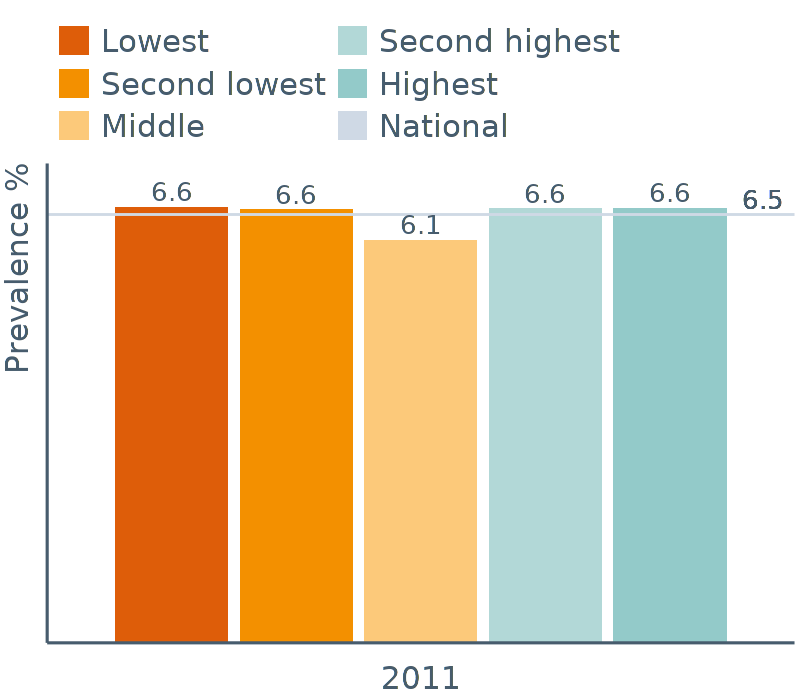 Lowest
Second lowest
Middle
Second highest
Highest
National
Prevalence %
6.6
6.6
6.1
6.6
6.6
6.5
2011